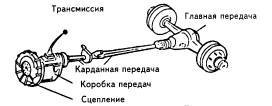 Трансмиссия
Главная передача
Карданная передача
Коробка передач
Сцепление